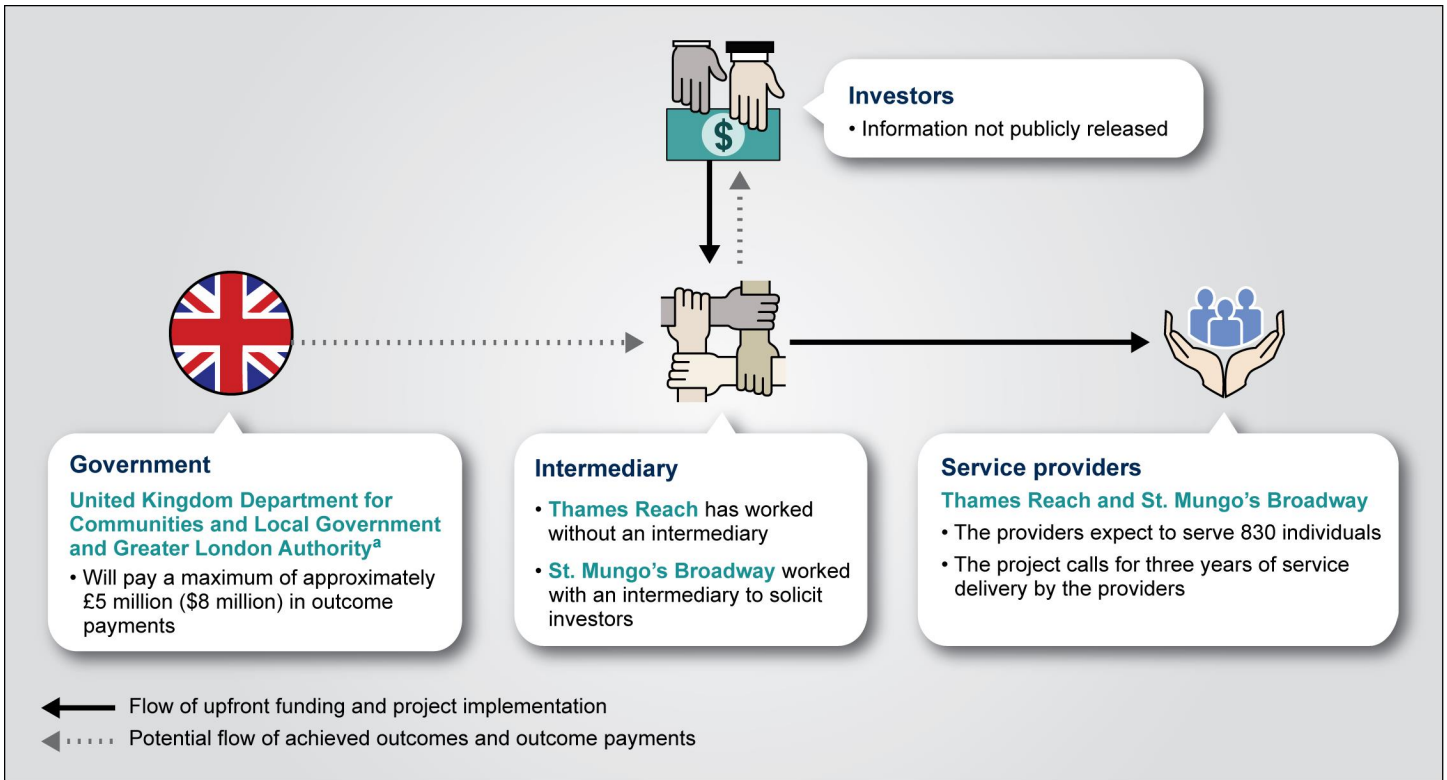 $
Investors
• Information not publicly released
Government
United Kingdom Department for
Communities and Local Government
and Greater London Authorityᵃ
• Will pay a maximum of approximately
£5 million ($8 million) in outcome
payments
Intermediary
• Thames Reach has worked
without an intermediary
• St. Mungo’s Broadway worked
with an intermediary to solicit
investors
Service providers
Thames Reach and St. Mungo’s Broadway
• The providers expect to serve 830 individuals
• The project calls for three years of service
delivery by the providers
Flow of upfront funding and project implementation
Potential flow of achieved outcomes and outcome payments